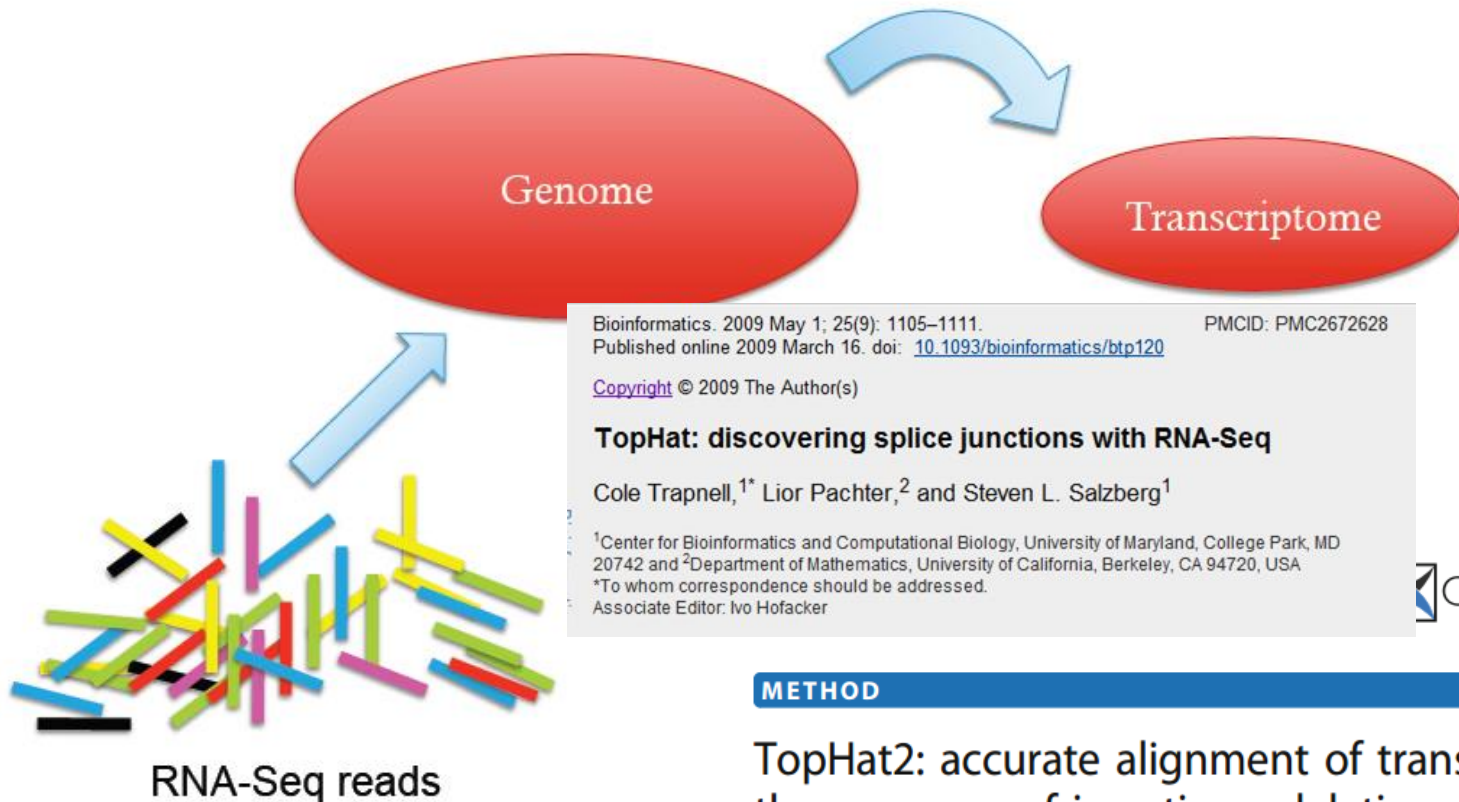 Genome
Transcriptome
Bioinformatics. 2009 May 1; 25(9): 1105–1111. PMCID: PMC2672628
Published online 2009 March 16. doi: 10.1093/bioinformatics/btp120
Copyright © 2009 The Author(s)
TopHat: discovering splice junctions with RNA-Seq
Cole Trapnell,1* Lior Pachter,2 and Steven L. Salzberg1
1Center for Bioinformatics and Computational Biology, University of Maryland, College Park, MD
20742 and 2Department of Mathematics, University of California, Berkeley, CA 94720, USA
*To whom correspondence should be addressed.
Associate Editor: Ivo Hofacker
METHOD
TopHat2: accurate alignment of trans
RNA-Seq reads